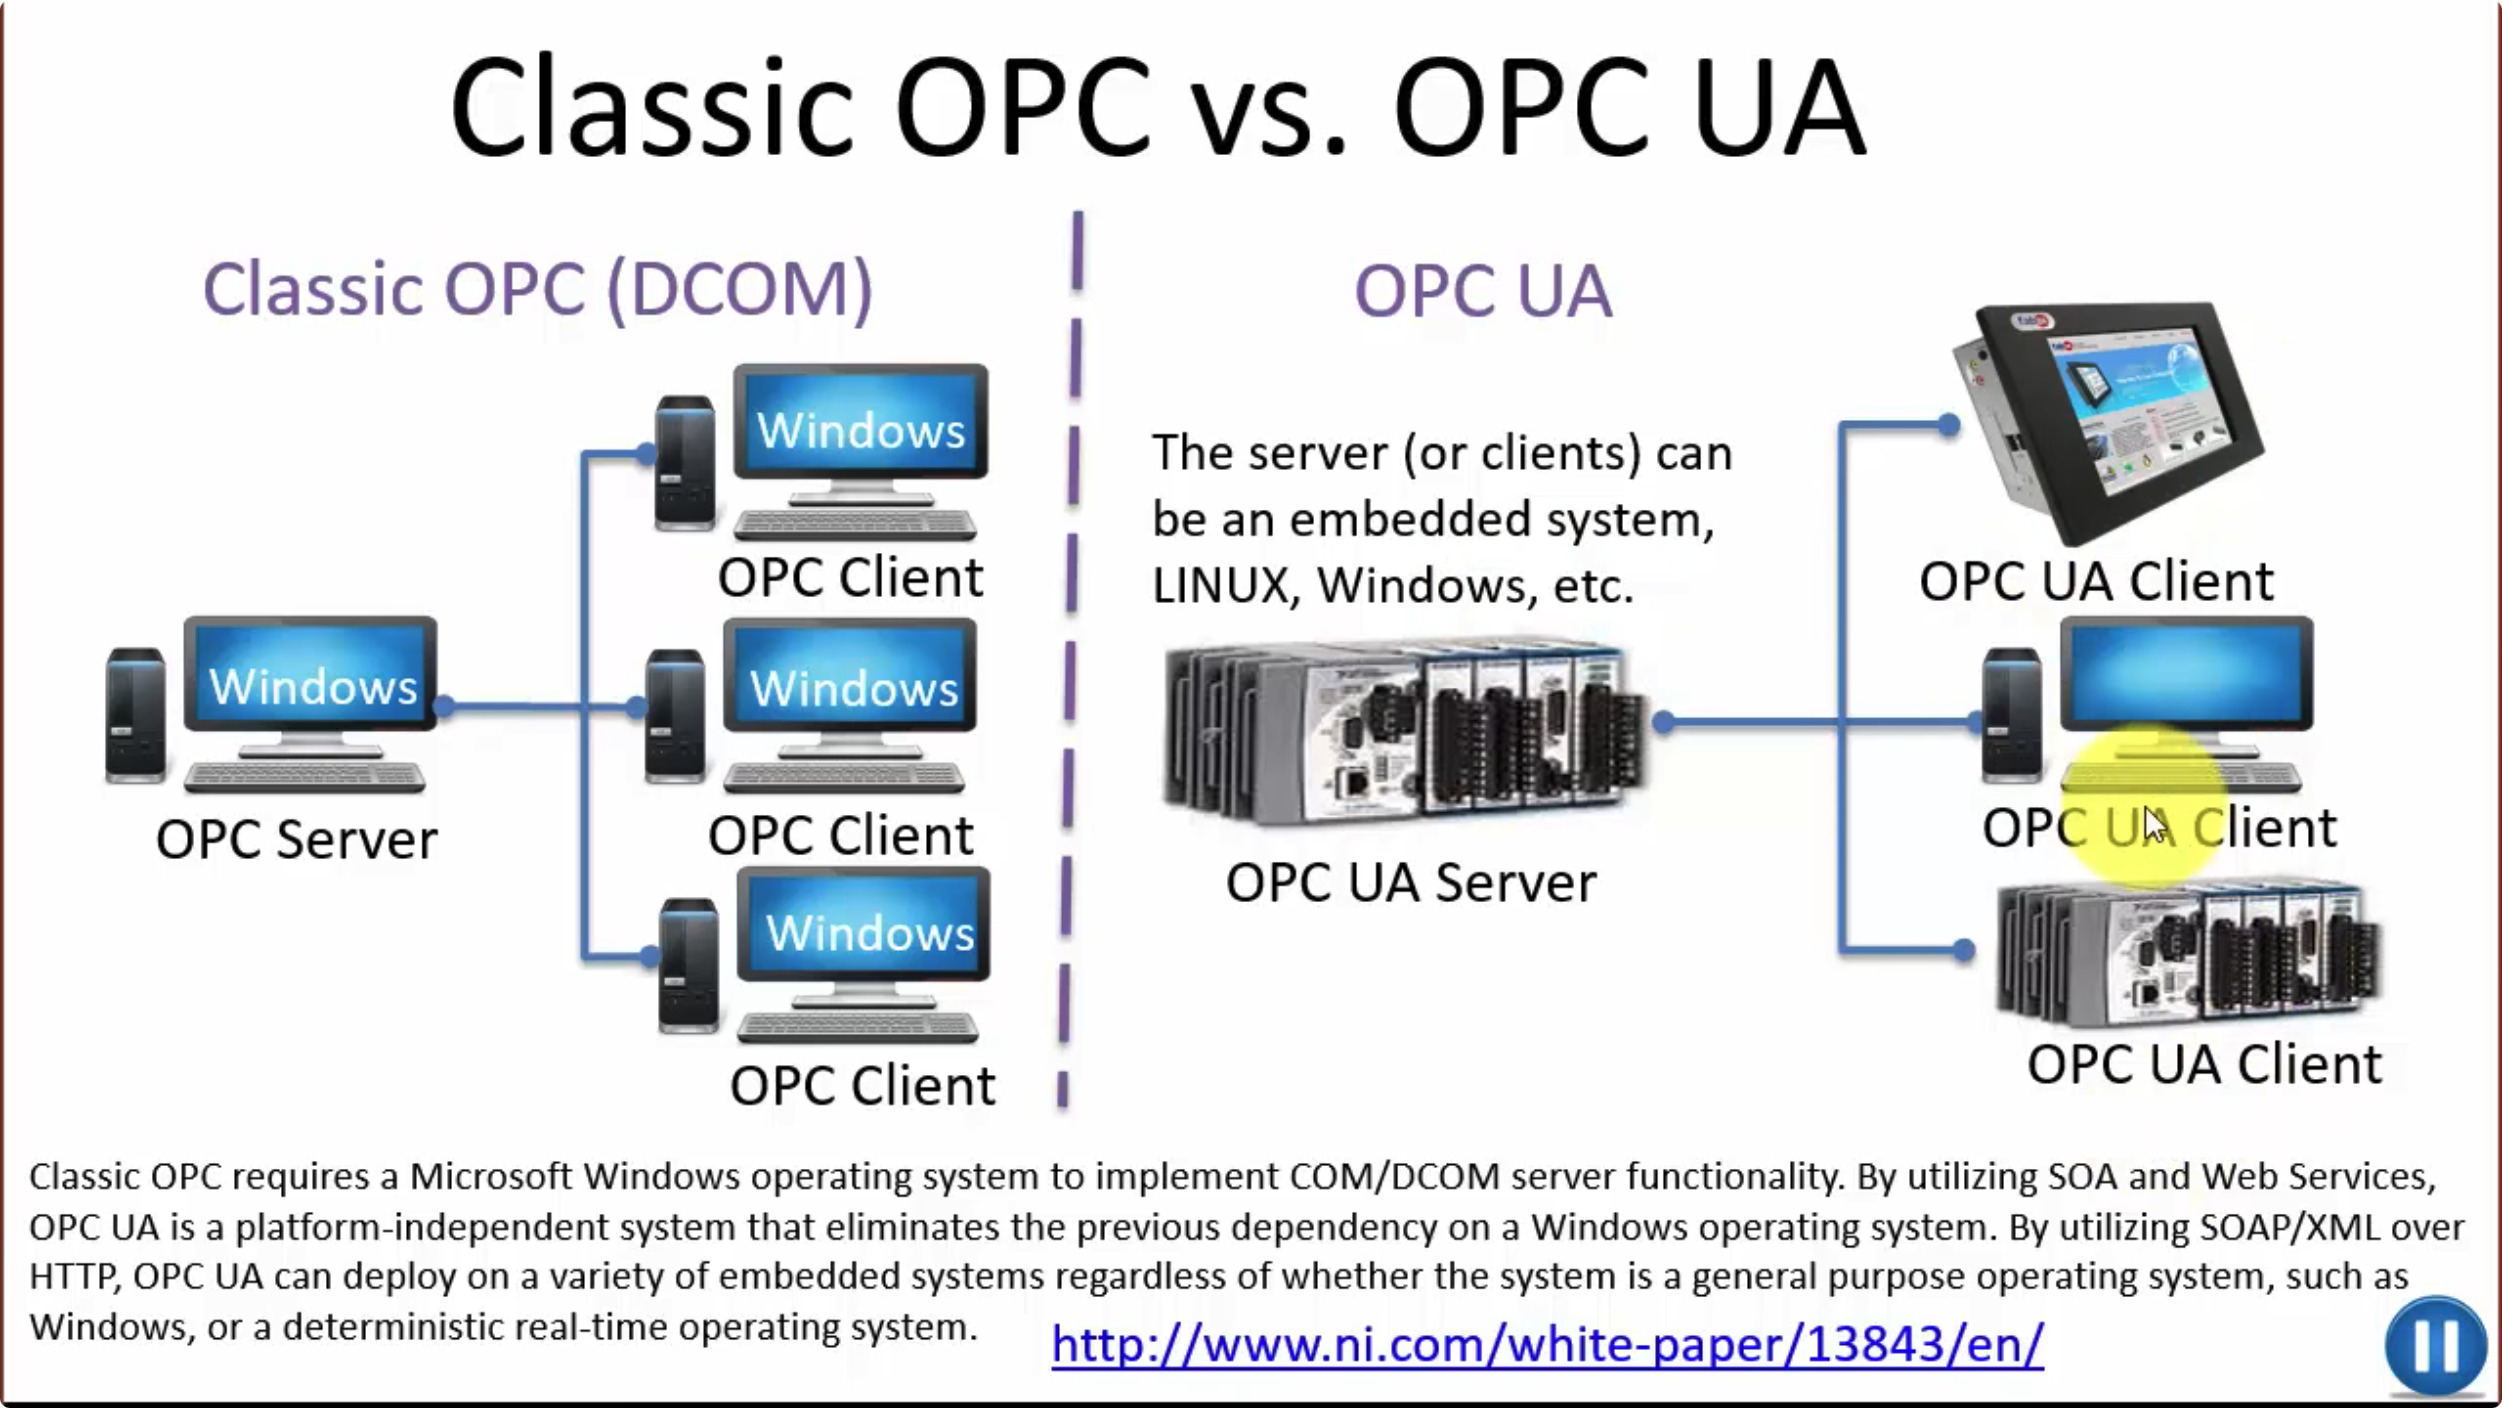 Classic OPC vs. OPC UA
Classic OPC (DCOM)
Windows
OPC Client
Windows
OPC Server
Windows
OPC Client
Windows
OPC Client
OPC UA
The server (or clients) can
be an embedded system,
LINUX, Windows, etc.
OPC UA Server
OPC UA Client
OPC UA Client
OPC UA Client
Classic OPC requires a Microsoft Windows operating system to implement COM/DCOM server functionality. By utilizing SOA and Web Services,
OPC UA is a platform-independent system that eliminates the previous dependency on a Windows operating system. By utilizing SOAP/XML over
HTTP, OPC UA can deploy on a variety of embedded systems regardless of whether the system is a general purpose operating system, such as
Windows, or a deterministic real-time operating system.
http://www.ni.com/white-paper/13843/en/